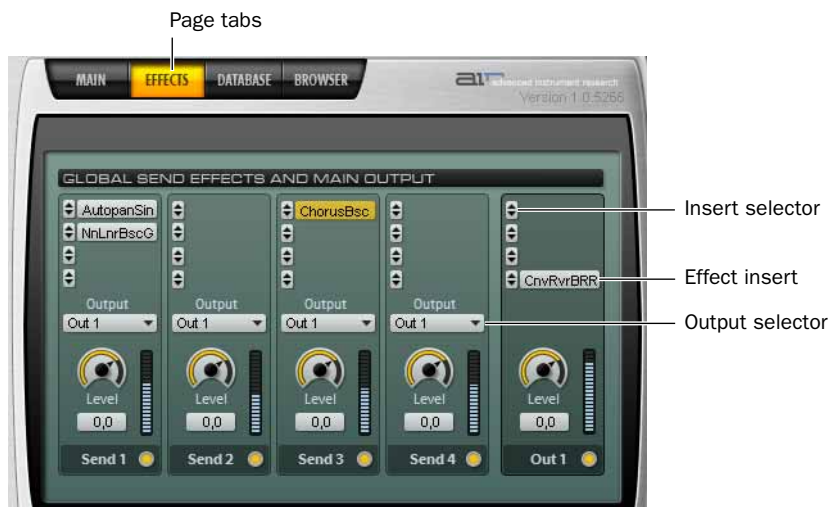 Page tabs
MAIN EFFECTS DATABASE BROWSER
air advanced instrument research
Version 1.0.5266
GLOBAL SEND EFFECTS AND MAIN OUTPUT
AutopanSin ChorusBsc Insert selector
NnLnrBscG
CnvRvrBRR Effect insert
Output Output Output Output
Out 1 Out 1 Out 1 Out 1 Output selector
Level Level Level Level Level
0,0 0,0 0,0 0,0 0,0
Send 1 Send 2 Send 3 Send 4 Out 1